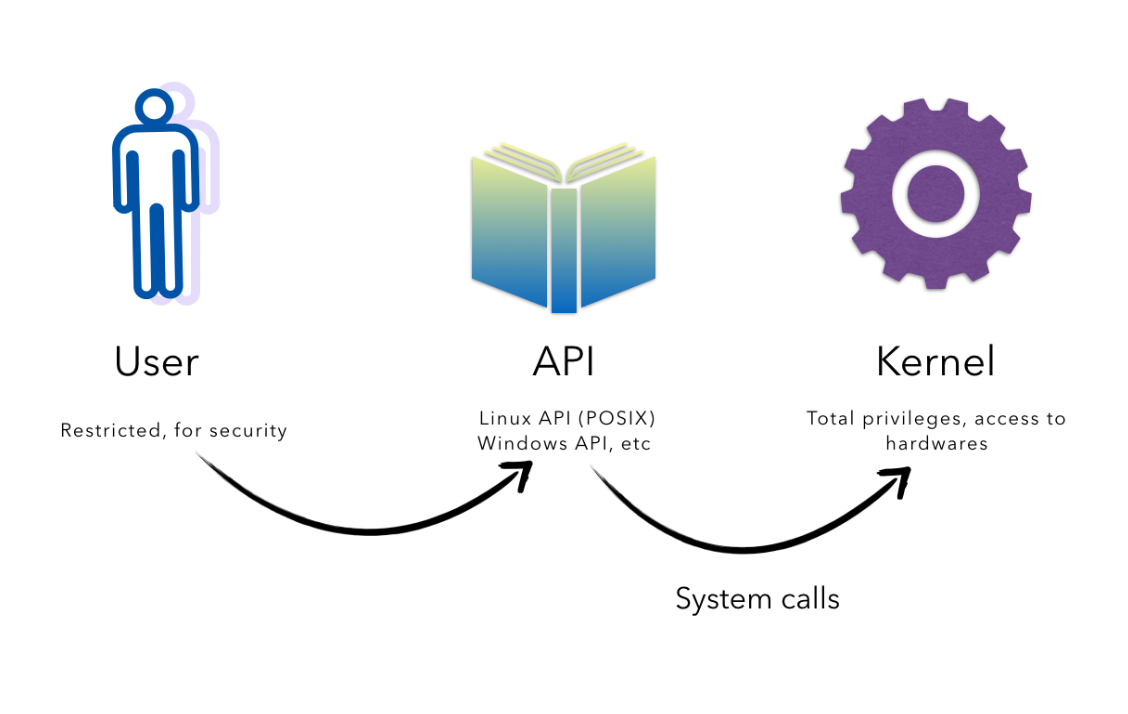 User
API
Kernel
Restricted, for security
Linux API (POSIX)
Windows API, etc
Total privileges, access to
hardwares
System calls